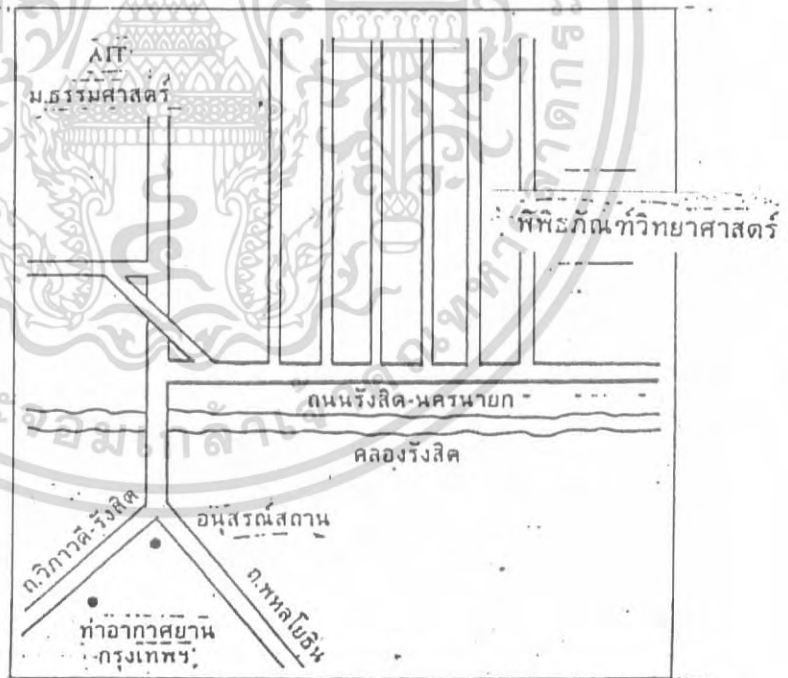 AIT
ม.ธรรมศาสตร์
พิพิธภัณฑ์วิทยาศาสตร์
ถนนรังสิต-นครนายก
คลองรังสิต
ถ.วิภาวดี-รังสิต
อนุสรณ์สถาน
ถ.พหลโยธิน
ท่าอากาศยาน
กรุงเทพฯ